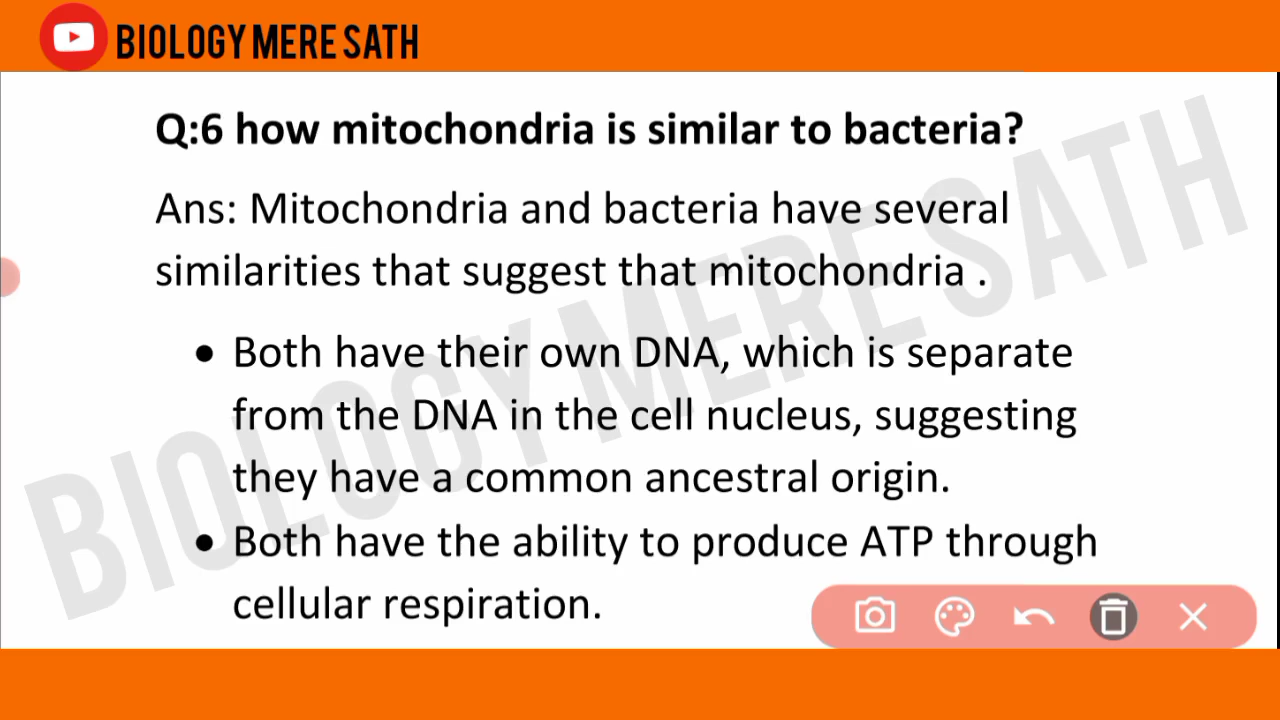 BIOLOGY MERE SATH
Q:6 how mitochondria is similar to bacteria?
Ans: Mitochondria and bacteria have several
similarities that suggest that mitochondria .
• Both have their own DNA, which is separate
from the DNA in the cell nucleus, suggesting
they have a common ancestral origin.
• Both have the ability to produce ATP through
cellular respiration.
BIOLOGY MERE SATH